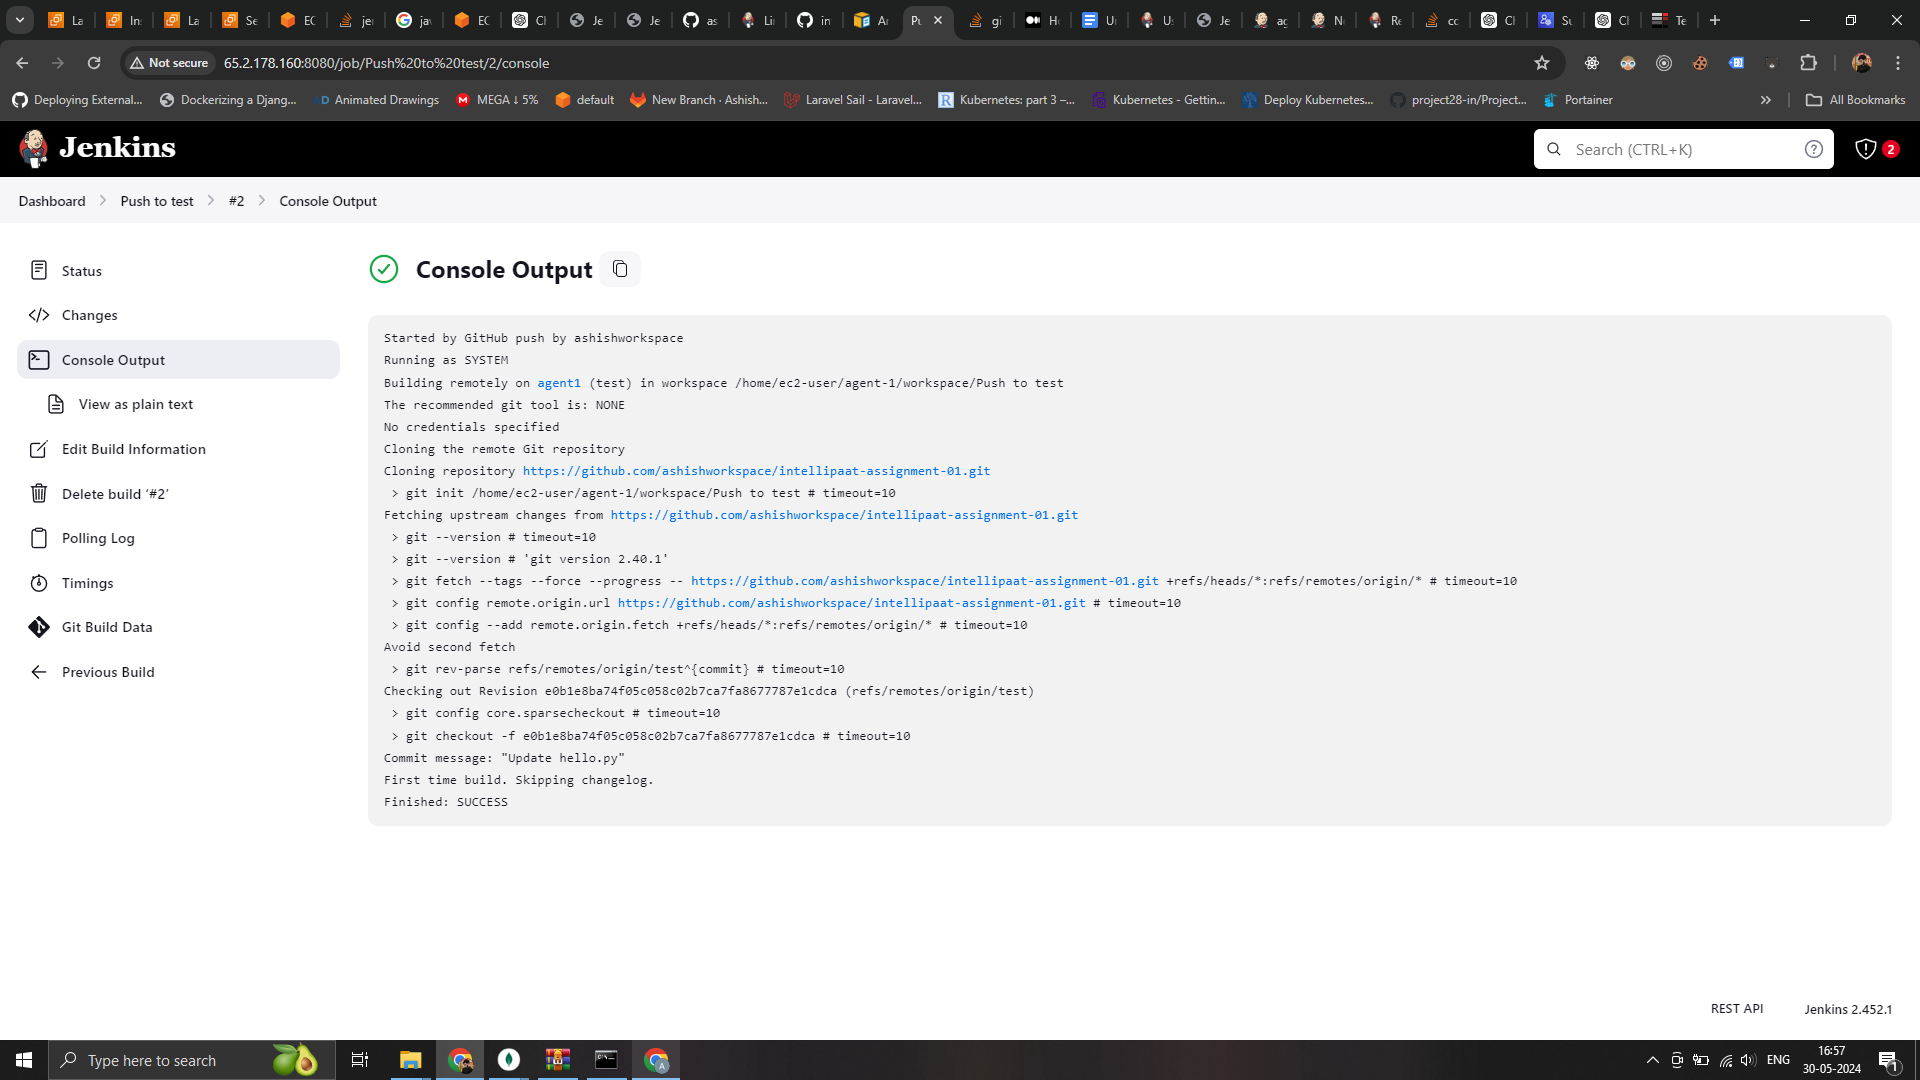 La
In
La
Se
EC
jer
jav
EC
Cl
Je
Je
as
Lin
in
Ar
Pu
gi
Ho
Ur
Us
Je
ag
Ne
Re
cc
Cl
Su
Cl
Te
Not secure
65.2.178.160:8080/job/Push%20to%20test/2/console
Deploying External...
Dockerizing a Djang...
Animated Drawings
MEGA ↓ 5%
default
New Branch · Ashish...
Laravel Sail - Laravel...
Kubernetes: part 3 –...
Kubernetes - Gettin...
Deploy Kubernetes...
project28-in/Project...
Portainer
All Bookmarks
Jenkins
Search (CTRL+K)
2
Dashboard
Push to test
#2
Console Output
Status
Changes
Console Output
View as plain text
Edit Build Information
Delete build ‘#2’
Polling Log
Timings
Git Build Data
Previous Build
Console Output
Started by GitHub push by ashishworkspace
Running as SYSTEM
Building remotely on agent1 (test) in workspace /home/ec2-user/agent-1/workspace/Push to test
The recommended git tool is: NONE
No credentials specified
Cloning the remote Git repository
Cloning repository https://github.com/ashishworkspace/intellipaat-assignment-01.git
> git init /home/ec2-user/agent-1/workspace/Push to test # timeout=10
Fetching upstream changes from https://github.com/ashishworkspace/intellipaat-assignment-01.git
> git --version # timeout=10
> git --version # 'git version 2.40.1'
> git fetch --tags --force --progress -- https://github.com/ashishworkspace/intellipaat-assignment-01.git +refs/heads/*:refs/remotes/origin/* # timeout=10
> git config remote.origin.url https://github.com/ashishworkspace/intellipaat-assignment-01.git # timeout=10
> git config --add remote.origin.fetch +refs/heads/*:refs/remotes/origin/* # timeout=10
Avoid second fetch
> git rev-parse refs/remotes/origin/test^{commit} # timeout=10
Checking out Revision e0b1e8ba74f05c058c02b7ca7fa8677787e1cdca (refs/remotes/origin/test)
> git config core.sparsecheckout # timeout=10
> git checkout -f e0b1e8ba74f05c058c02b7ca7fa8677787e1cdca # timeout=10
Commit message: "Update hello.py"
First time build. Skipping changelog.
Finished: SUCCESS
REST API
Jenkins 2.452.1
Type here to search
ENG
16:57
30-05-2024
1